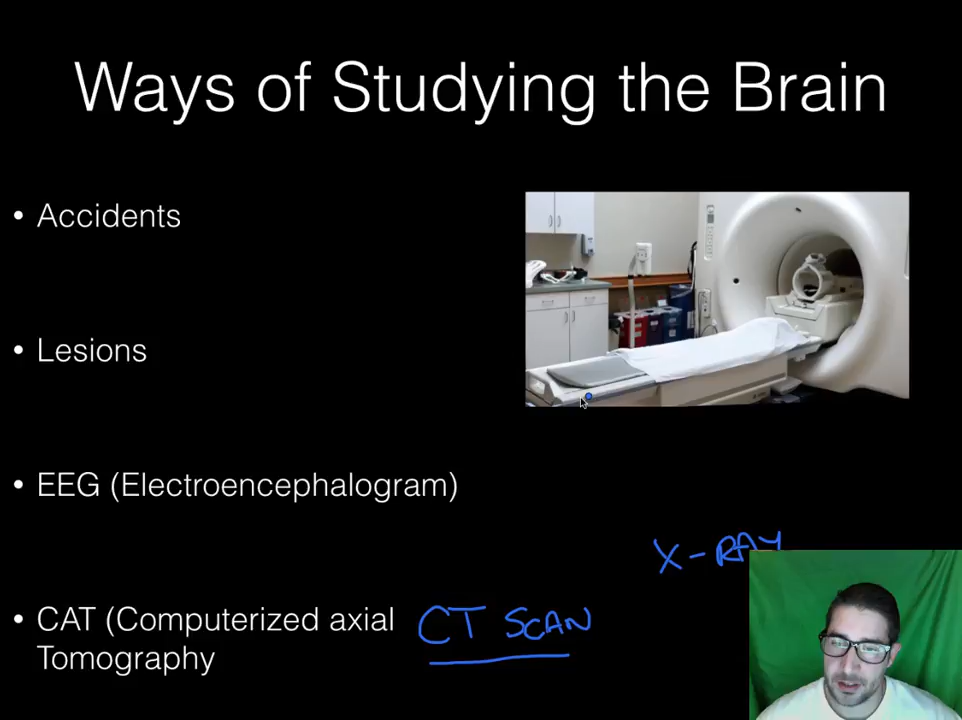 Ways of Studying the Brain
• Accidents
• Lesions
• EEG (Electroencephalogram)
X-RAY
• CAT (Computerized axial
Tomography
CT SCAN